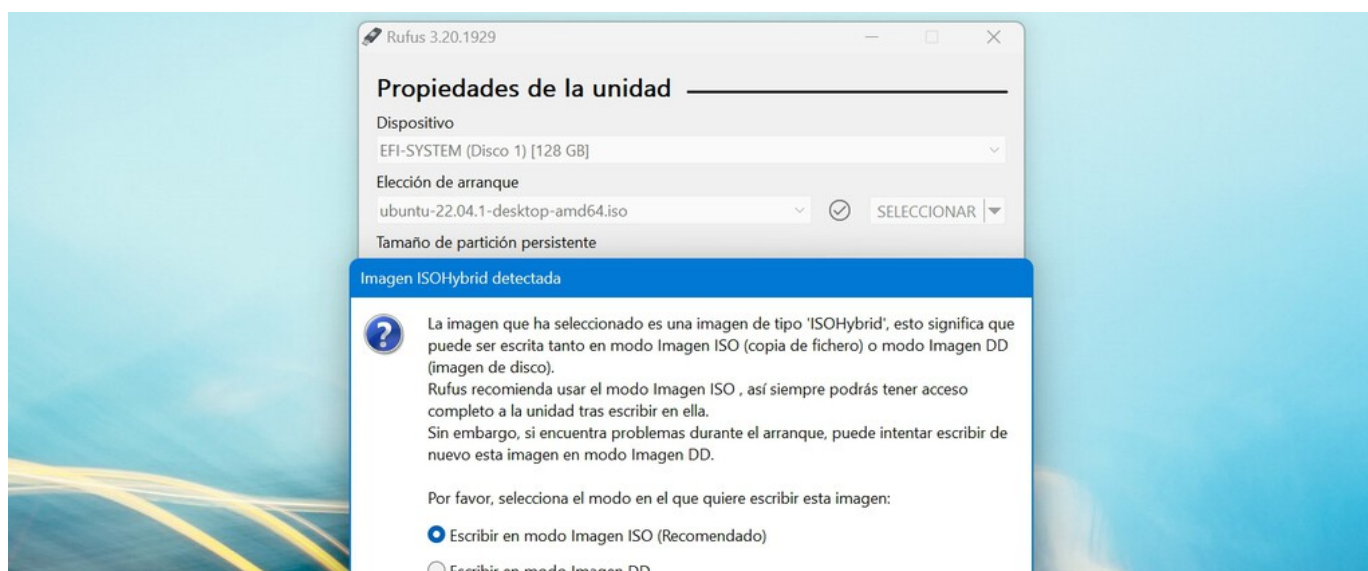 Rufus 3.20.1929
Propiedades de la unidad
Dispositivo
EFI-SYSTEM (Disco 1) [128 GB]
Elección de arranque
ubuntu-22.04.1-desktop-amd64.iso
SELECCIONAR
Tamaño de partición persistente
Imagen ISOHybrid detectada
La imagen que ha seleccionado es una imagen de tipo 'ISOHybrid', esto significa que
puede ser escrita tanto en modo Imagen ISO (copia de fichero) o modo Imagen DD
(imagen de disco).
Rufus recomienda usar el modo Imagen ISO , así siempre podrás tener acceso
completo a la unidad tras escribir en ella.
Sin embargo, si encuentra problemas durante el arranque, puede intentar escribir de
nuevo esta imagen en modo Imagen DD.
Por favor, selecciona el modo en el que quiere escribir esta imagen:
Escribir en modo Imagen ISO (Recomendado)
Escribir en modo Imagen DD